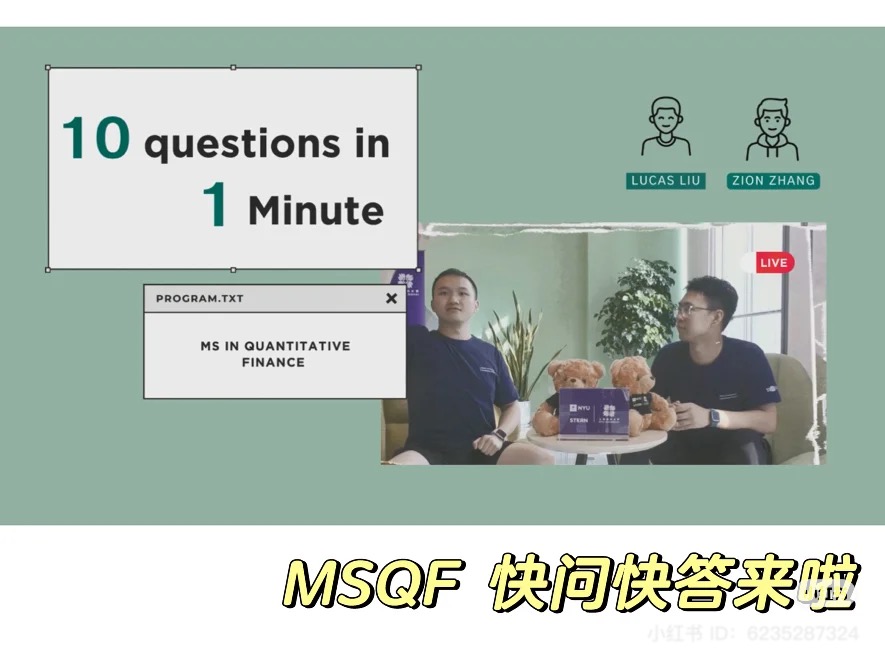 10 questions in
1 Minute
LUCAS LIU
ZION ZHANG
LIVE
PROGRAM.TXT
MS IN QUANTITATIVE
FINANCE
NYU
STERN
MSQF 快问快答来啦
小红书 ID: 6235287324